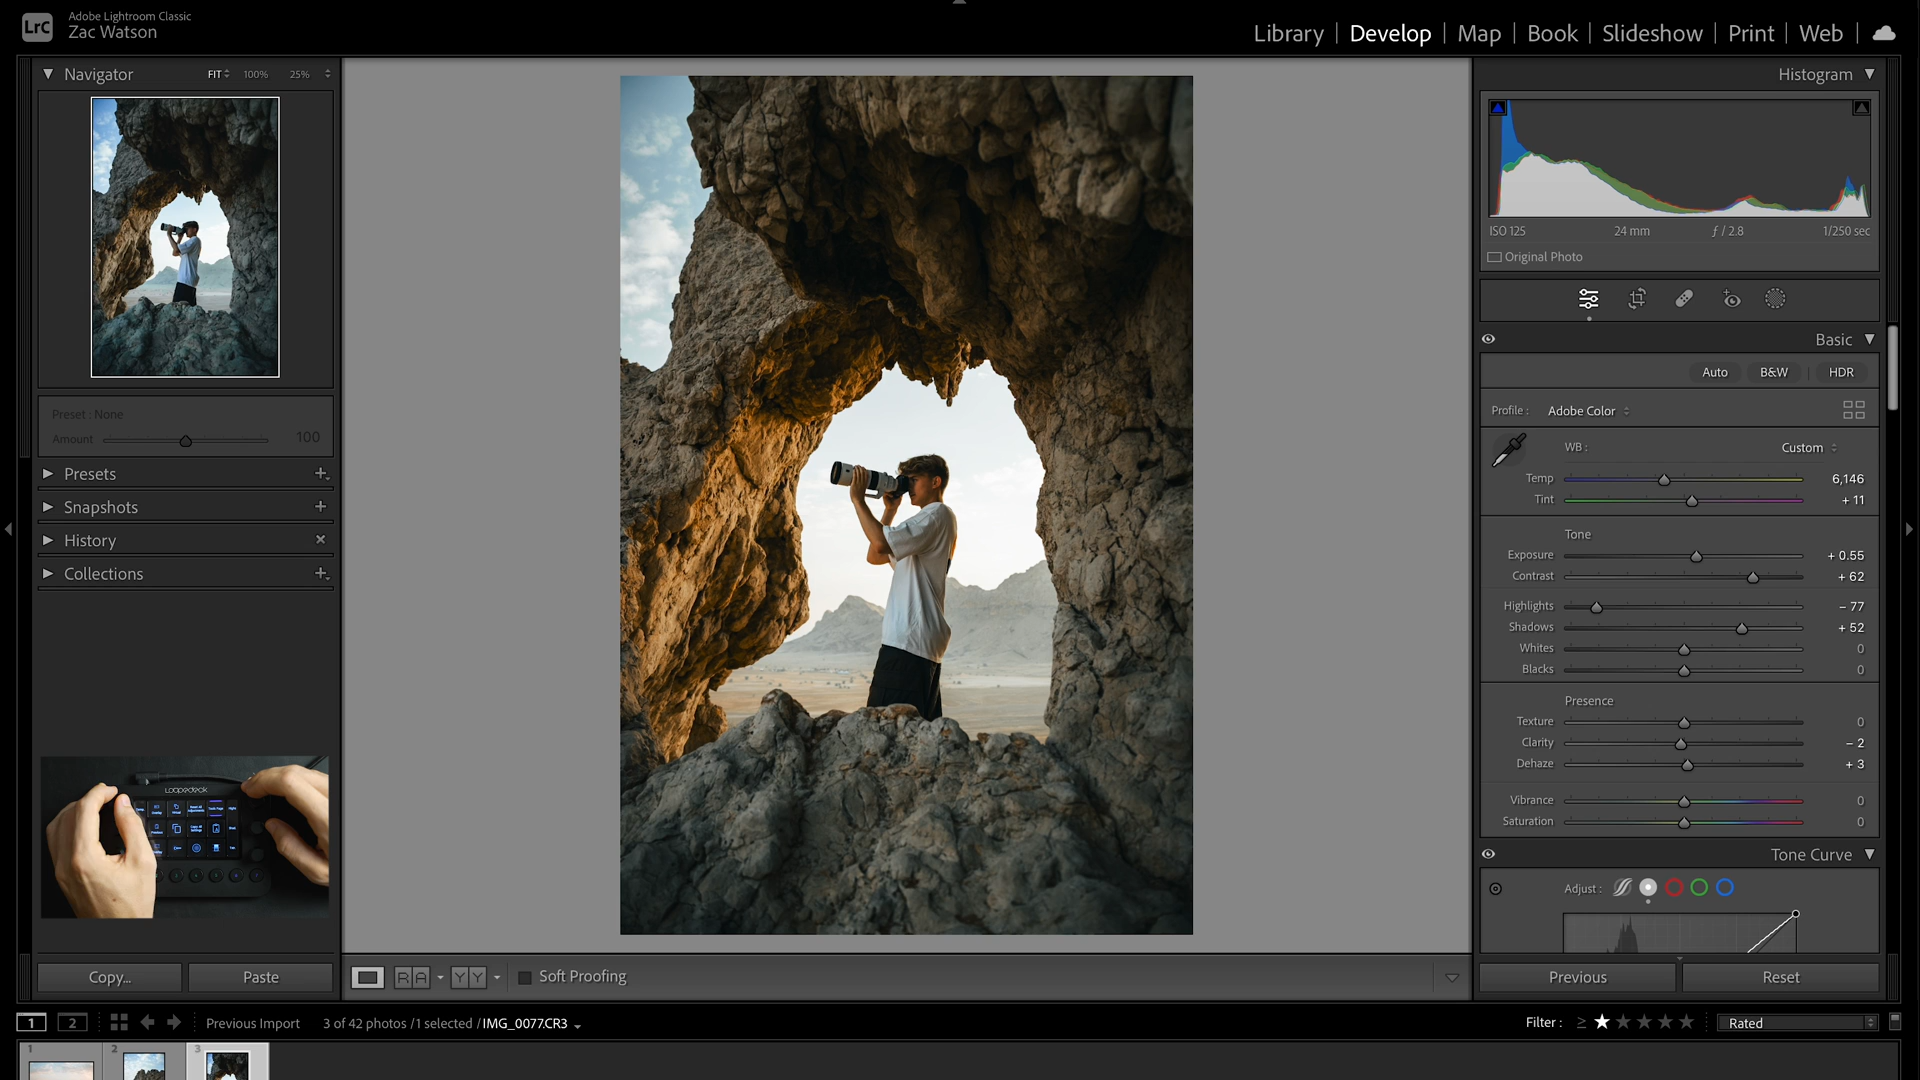 LrC
Adobe Lightroom Classic
Zac Watson
Library | Develop | Map | Book | Slideshow | Print | Web
Navigator FIT 100% 25%
Preset : None
Amount 100
Presets
Snapshots
History
Collections
loupedeck
Copy...
Paste
Histogram
ISO 125 24 mm ƒ / 2.8 1/250 sec
Original Photo
Basic
Auto B&W | HDR
Profile : Adobe Color
WB : Custom
Temp 6,146
Tint + 11
Tone
Exposure + 0.55
Contrast + 62
Highlights – 77
Shadows + 52
Whites 0
Blacks 0
Presence
Texture 0
Clarity – 2
Dehaze + 3
Vibrance 0
Saturation 0
Tone Curve
Adjust :
Previous
Reset
R A Y Y Soft Proofing
1 2 Previous Import 3 of 42 photos /1 selected /IMG_0077.CR3
Filter : ≥ ★ ★ ★ ★ ★ Rated
1 2 3